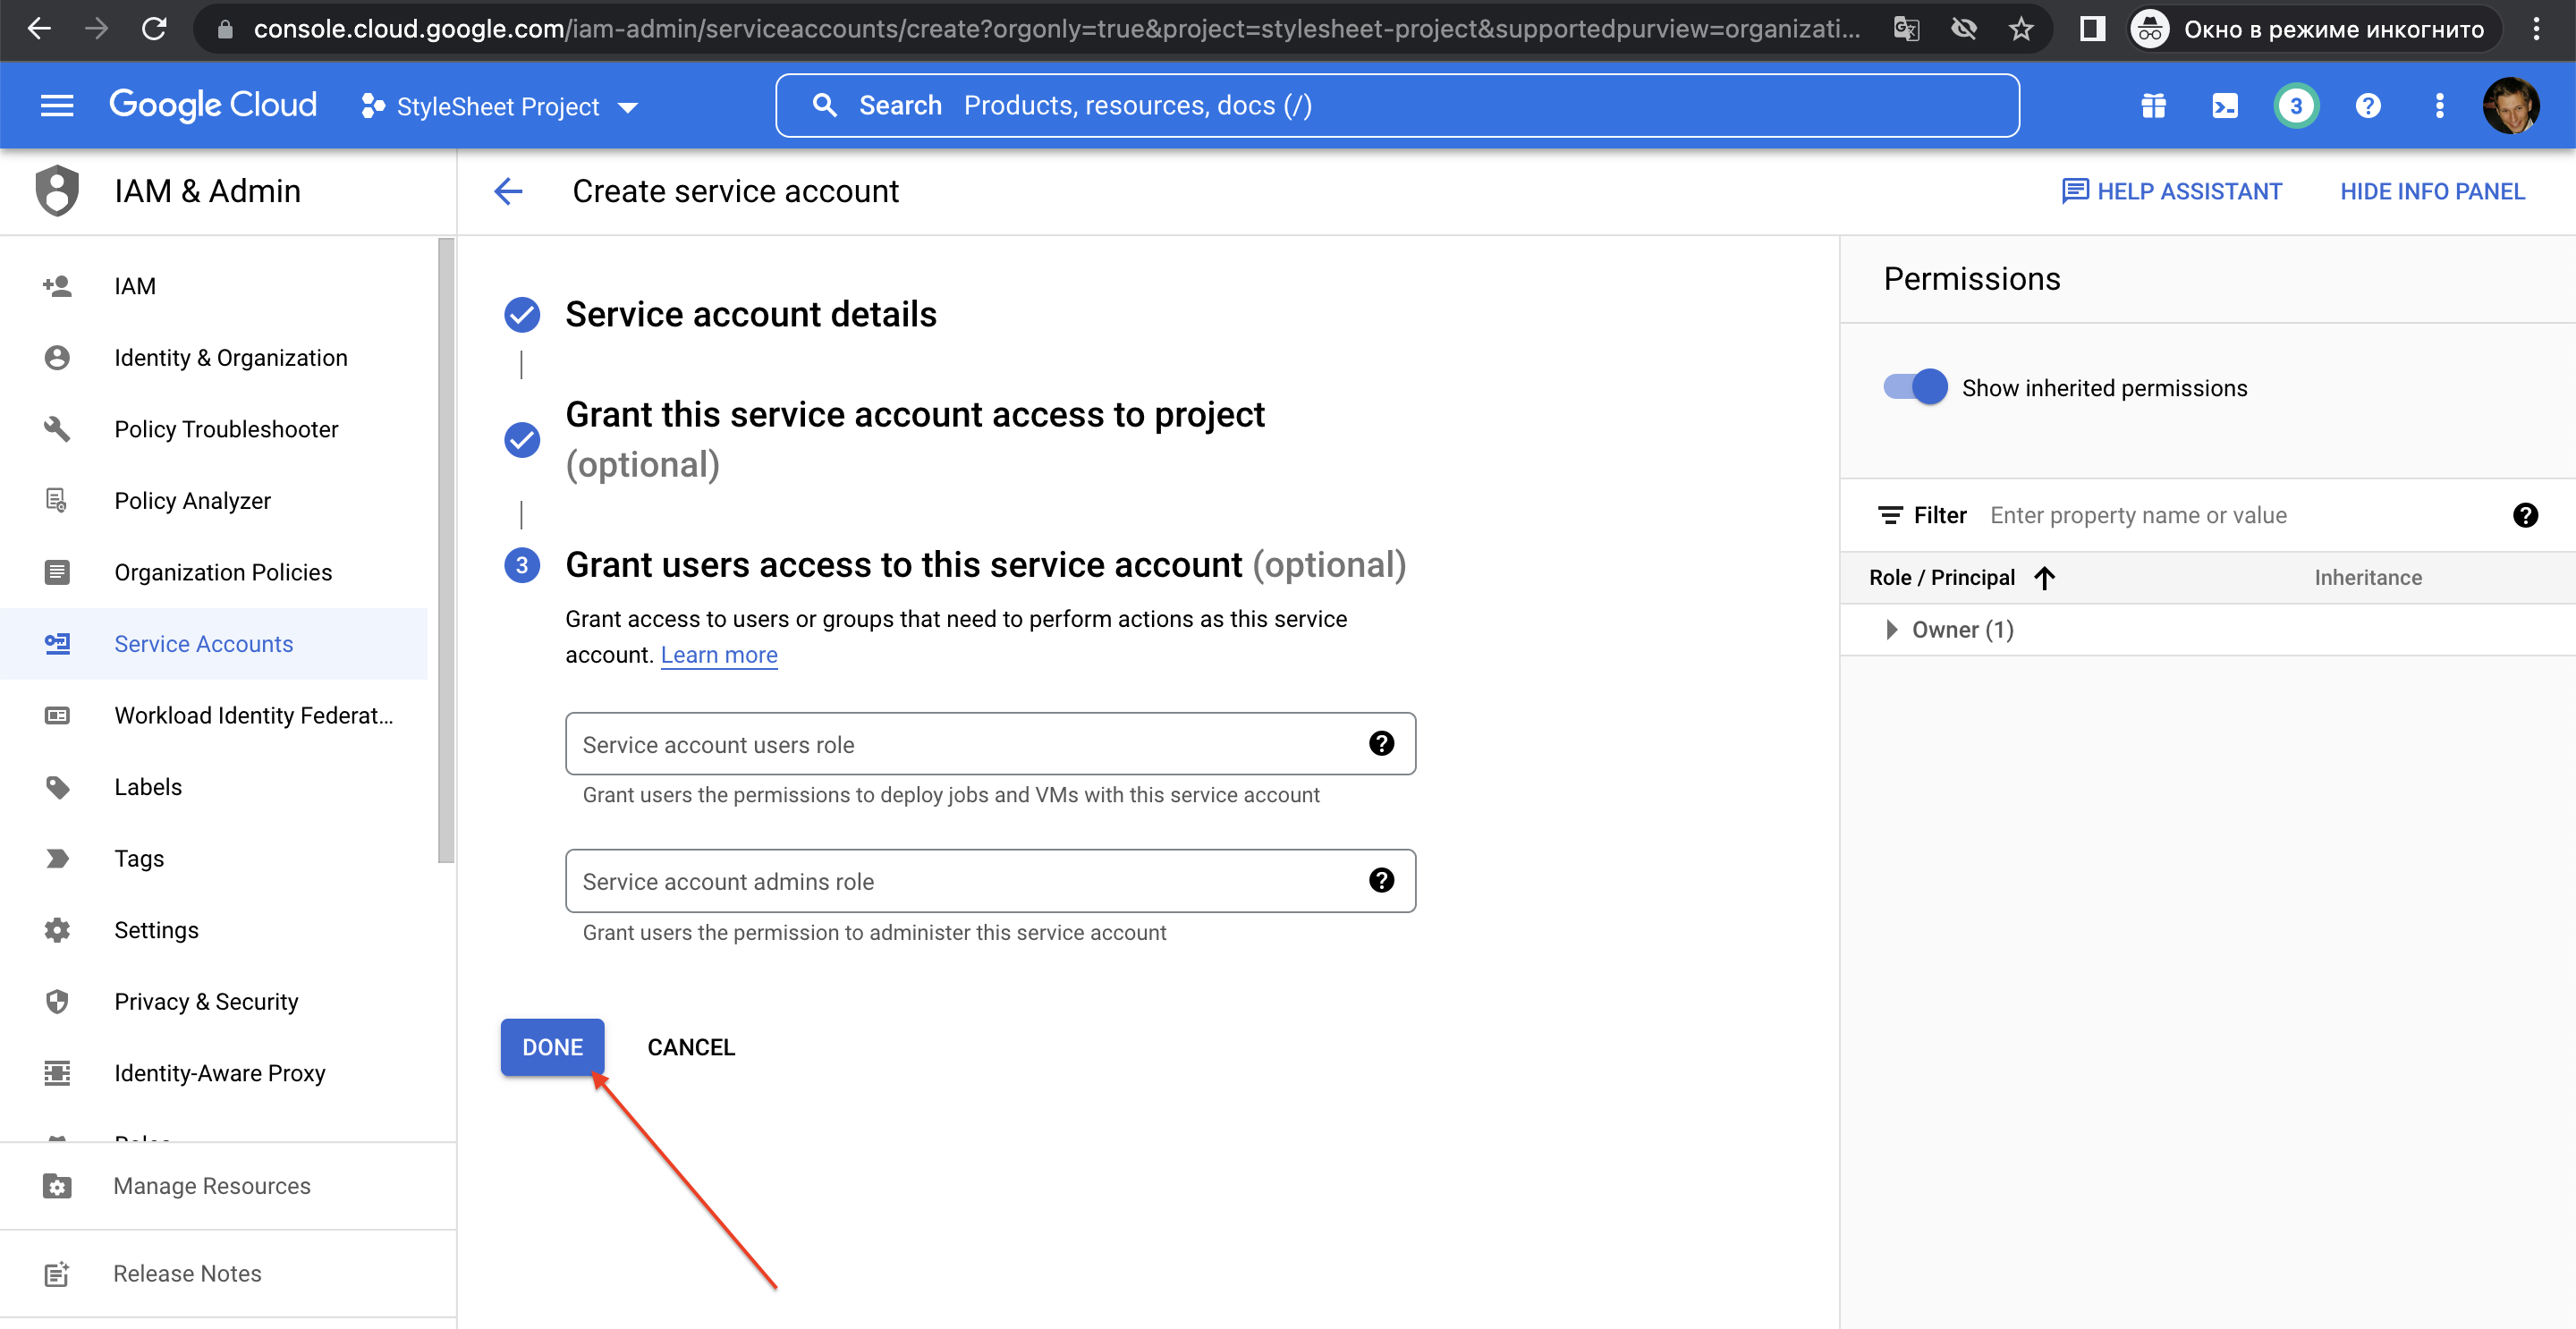 console.cloud.google.com/iam-admin/serviceaccounts/create?orgonly=true&project=stylesheet-project&supportedpurview=organizati...
Окно в режиме инкогнито
Google Cloud
StyleSheet Project
Search Products, resources, docs (/)
3
IAM & Admin
Create service account
HELP ASSISTANT
HIDE INFO PANEL
IAM
Identity & Organization
Policy Troubleshooter
Policy Analyzer
Organization Policies
Service Accounts
Workload Identity Federat...
Labels
Tags
Settings
Privacy & Security
Identity-Aware Proxy
Manage Resources
Release Notes
Service account details
Grant this service account access to project
(optional)
3 Grant users access to this service account (optional)
Grant access to users or groups that need to perform actions as this service
account. Learn more
Service account users role
Grant users the permissions to deploy jobs and VMs with this service account
Service account admins role
Grant users the permission to administer this service account
DONE
CANCEL
Permissions
Show inherited permissions
Filter Enter property name or value
Role / Principal
Inheritance
Owner (1)